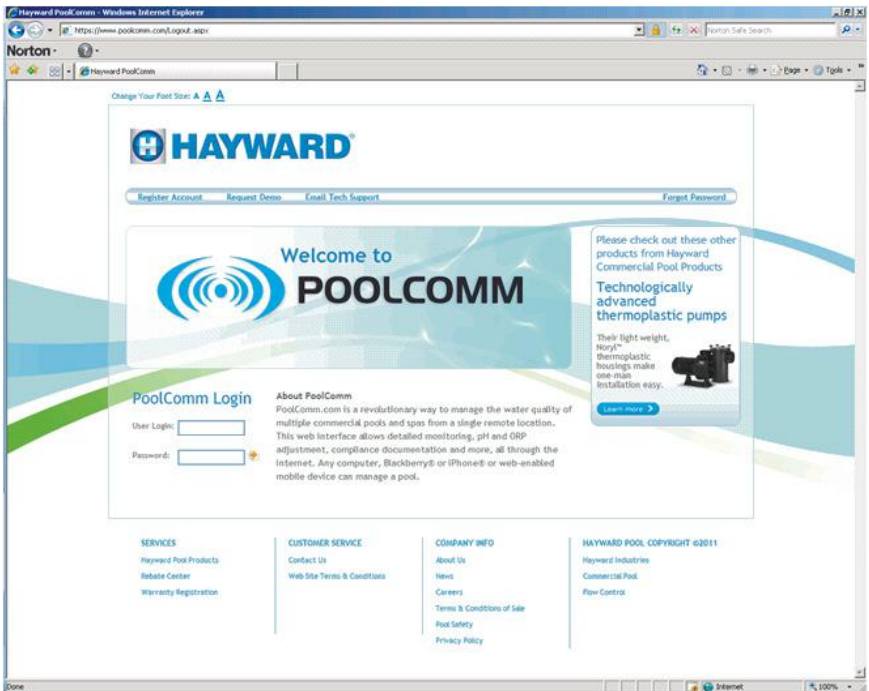 Hayward PoolComm - Windows Internet Explorer
https://www.poolcomm.com/Logout.aspx
Norton Safe Search
Norton
Hayward PoolComm
Page
Tools
Change Your Font Size: A A A
H HAYWARD®
Register Account Request Demo Email Tech Support Forgot Password
Welcome to
POOLCOMM
Please check out these other
products from Hayward
Commercial Pool Products
Technologically
advanced
thermoplastic pumps
Their light weight,
Noryl™
thermoplastic
housings make
one-man
installation easy.
Learn more
PoolComm Login
User Login:
Password:
About PoolComm
PoolComm.com is a revolutionary way to manage the water quality of
multiple commercial pools and spas from a single remote location.
This web interface allows detailed monitoring, pH and ORP
adjustment, compliance documentation and more, all through the
internet. Any computer, Blackberry® or iPhone® or web-enabled
mobile device can manage a pool.
SERVICES
Hayward Pool Products
Rebate Center
Warranty Registration
CUSTOMER SERVICE
Contact Us
Web Site Terms & Conditions
COMPANY INFO
About Us
News
Careers
Terms & Conditions of Sale
Pool Safety
Privacy Policy
HAYWARD POOL COPYRIGHT ©2011
Hayward Industries
Commercial Pool
Flow Control
Done
Internet
100%